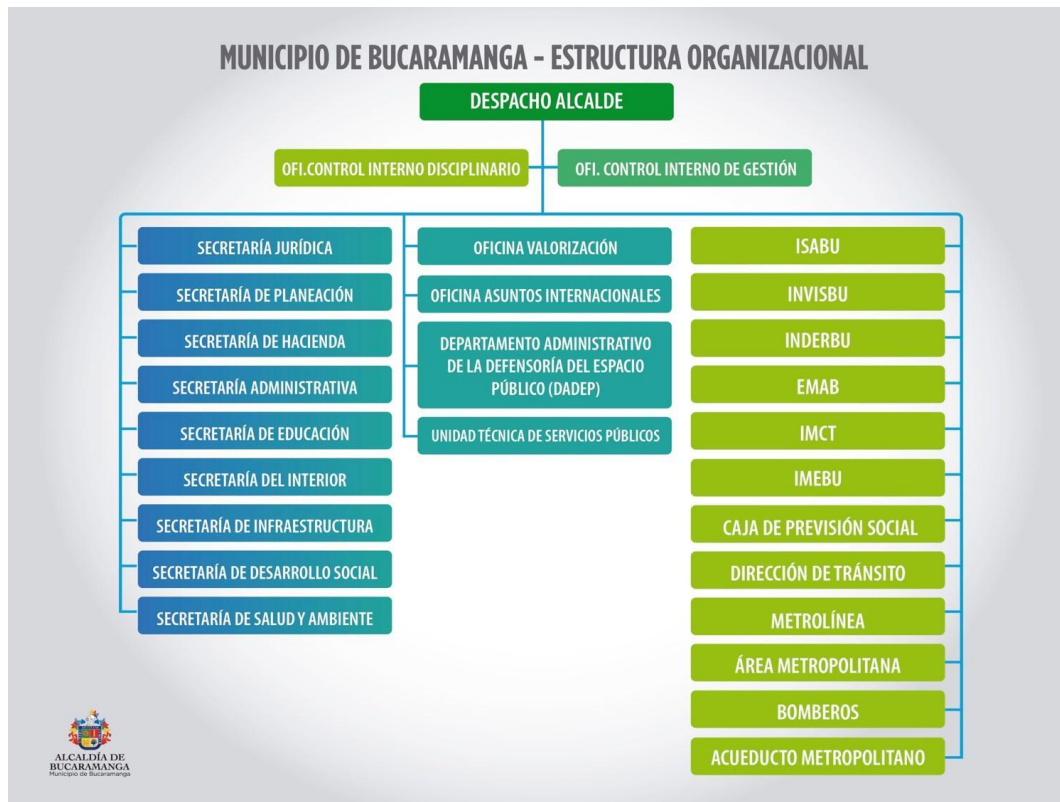 MUNICIPIO DE BUCARAMANGA - ESTRUCTURA ORGANIZACIONAL
DESPACHO ALCALDE
OFI.CONTROL INTERNO DISCIPLINARIO
OFI. CONTROL INTERNO DE GESTIÓN
SECRETARÍA JURÍDICA
SECRETARÍA DE PLANEACIÓN
SECRETARÍA DE HACIENDA
SECRETARÍA ADMINISTRATIVA
SECRETARÍA DE EDUCACIÓN
SECRETARÍA DEL INTERIOR
SECRETARÍA DE INFRAESTRUCTURA
SECRETARÍA DE DESARROLLO SOCIAL
SECRETARÍA DE SALUD Y AMBIENTE
OFICINA VALORIZACIÓN
OFICINA ASUNTOS INTERNACIONALES
DEPARTAMENTO ADMINISTRATIVO
DE LA DEFENSORÍA DEL ESPACIO
PÚBLICO (DADEP)
UNIDAD TÉCNICA DE SERVICIOS PÚBLICOS
ISABU
INVISBU
INDERBU
EMAB
IMCT
IMEBU
CAJA DE PREVISIÓN SOCIAL
DIRECCIÓN DE TRÁNSITO
METROLÍNEA
ÁREA METROPOLITANA
BOMBEROS
ACUEDUCTO METROPOLITANO
ALCALDÍA DE
BUCARAMANGA
Municipio de Bucaramanga